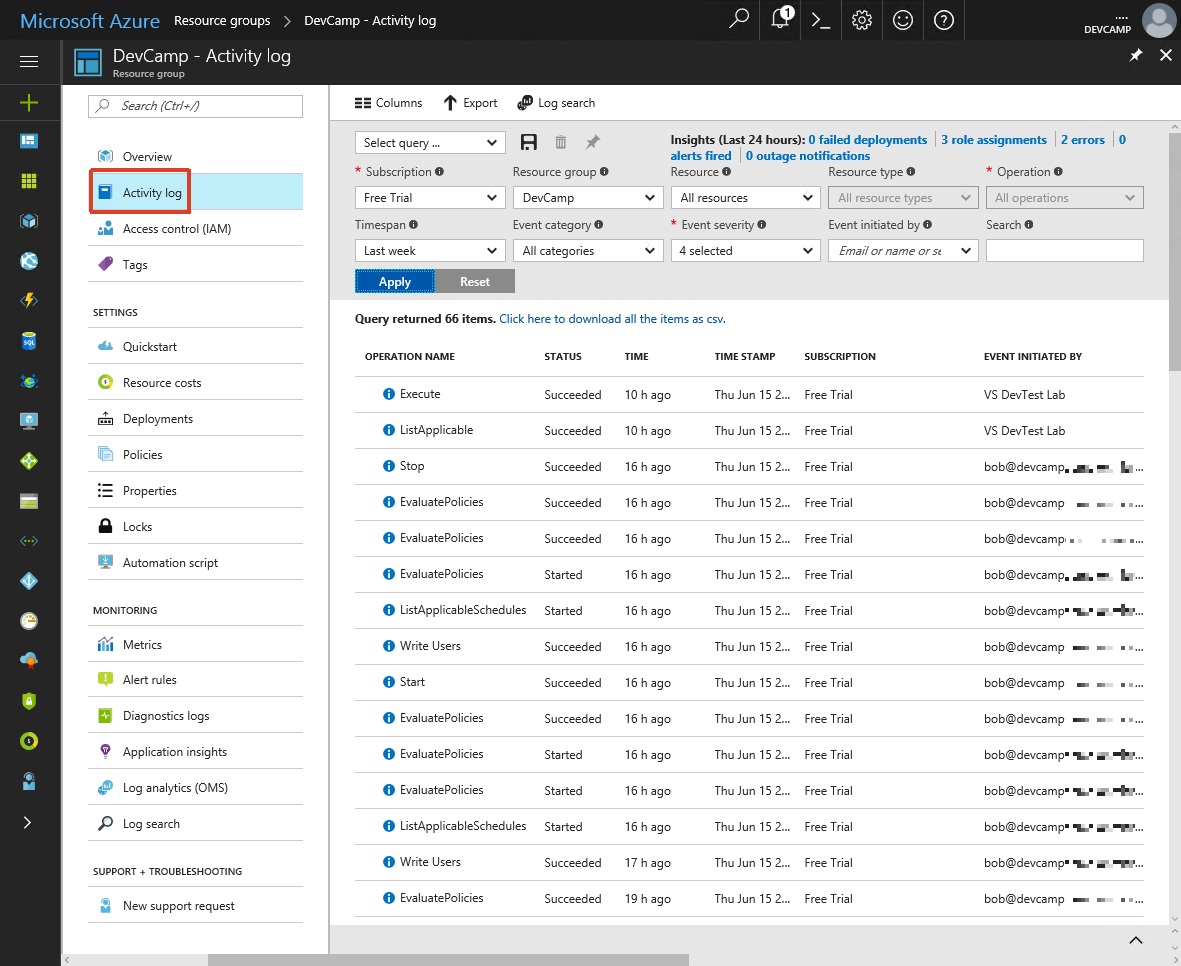 Microsoft Azure Resource groups > DevCamp - Activity log
1
....
DEVCAMP
DevCamp - Activity log
Resource group
Search (Ctrl+/)
Overview
Activity log
Access control (IAM)
Tags
SETTINGS
Quickstart
Resource costs
Deployments
Policies
Properties
Locks
Automation script
MONITORING
Metrics
Alert rules
Diagnostics logs
Application insights
Log analytics (OMS)
Log search
SUPPORT + TROUBLESHOOTING
New support request
Columns Export Log search
Select query ...
Insights (Last 24 hours): 0 failed deployments | 3 role assignments | 2 errors | 0
alerts fired | 0 outage notifications
* Subscription Resource group Resource Resource type * Operation
Free Trial DevCamp All resources All resource types All operations
Timespan Event category * Event severity Event initiated by Search
Last week All categories 4 selected Email or name or se
Apply Reset
Query returned 66 items. Click here to download all the items as csv.
OPERATION NAME STATUS TIME TIME STAMP SUBSCRIPTION EVENT INITIATED BY
Execute Succeeded 10 h ago Thu Jun 15 2... Free Trial VS DevTest Lab
ListApplicable Succeeded 10 h ago Thu Jun 15 2... Free Trial VS DevTest Lab
Stop Succeeded 16 h ago Thu Jun 15 2... Free Trial bob@devcamp ...
EvaluatePolicies Succeeded 16 h ago Thu Jun 15 2... Free Trial bob@devcamp ...
EvaluatePolicies Succeeded 16 h ago Thu Jun 15 2... Free Trial bob@devcamp ...
EvaluatePolicies Started 16 h ago Thu Jun 15 2... Free Trial bob@devcamp ...
ListApplicableSchedules Started 16 h ago Thu Jun 15 2... Free Trial bob@devcamp ...
Write Users Succeeded 16 h ago Thu Jun 15 2... Free Trial bob@devcamp ...
Start Succeeded 16 h ago Thu Jun 15 2... Free Trial bob@devcamp ...
EvaluatePolicies Succeeded 16 h ago Thu Jun 15 2... Free Trial bob@devcamp ...
EvaluatePolicies Started 16 h ago Thu Jun 15 2... Free Trial bob@devcamp ...
EvaluatePolicies Started 16 h ago Thu Jun 15 2... Free Trial bob@devcamp ...
ListApplicableSchedules Started 16 h ago Thu Jun 15 2... Free Trial bob@devcamp ...
Write Users Succeeded 17 h ago Thu Jun 15 2... Free Trial bob@devcamp ...
EvaluatePolicies Succeeded 19 h ago Thu Jun 15 2... Free Trial bob@devcamp ...